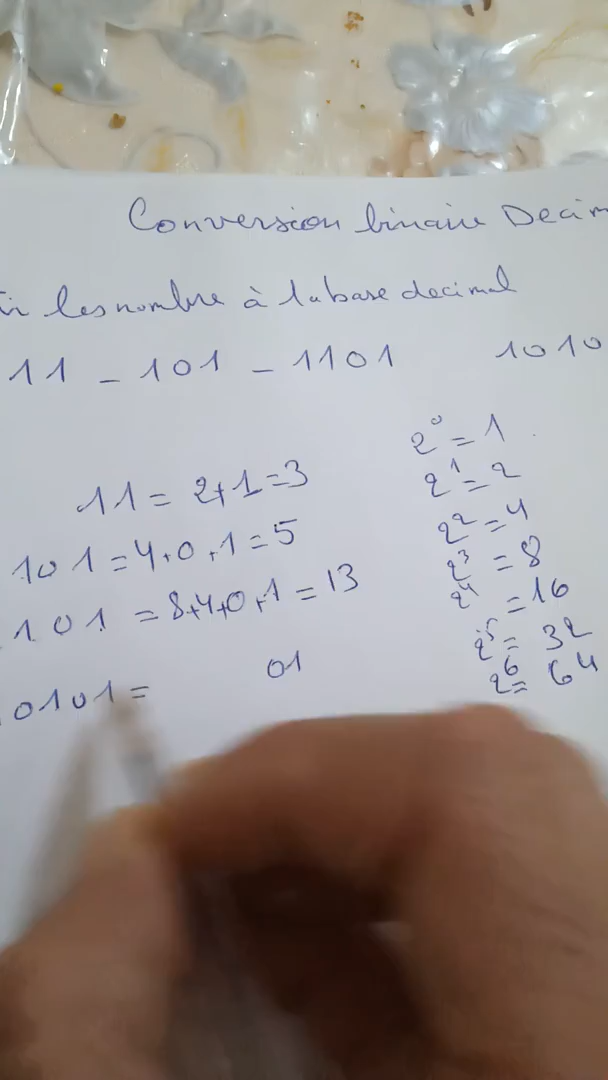 Conversion binaire Decim
ir les nombre à la base decimal
11 - 101 - 1101 1010
2⁰ = 1
11 = 2+1=3
2¹ = 2
101 = 4+0+1=5
2² = 4
2³ = 8
101 = 8+4+0+1 = 13
2⁴ = 16
2⁵ = 32
01
2⁶ = 64
0101 =